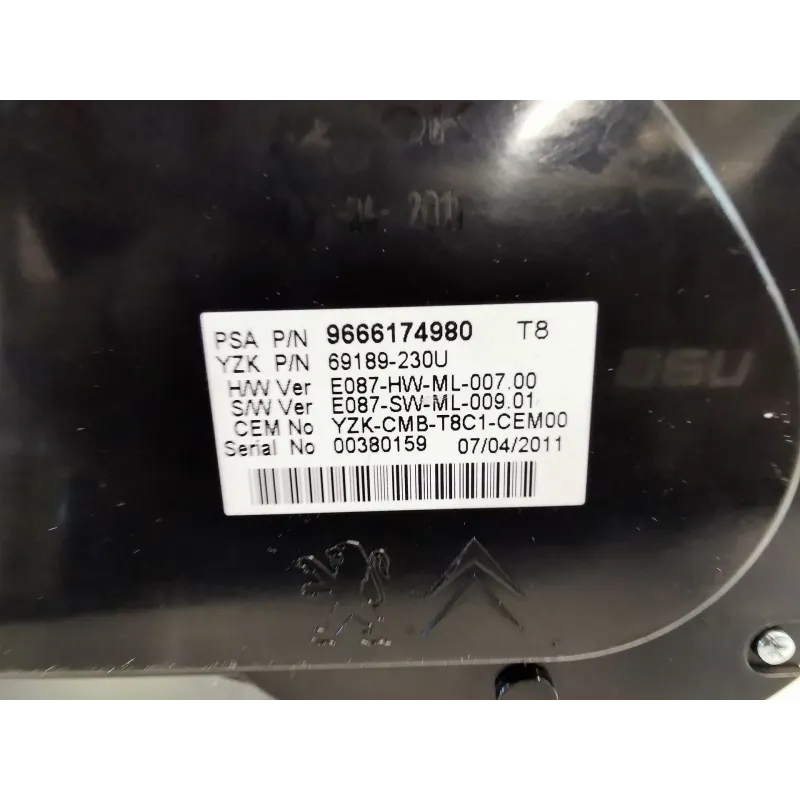 PSA P/N 9666174980 T8
YZK P/N 69189-230U
H/W Ver E087-HW-ML-007.00
S/W Ver E087-SW-ML-009.01
CEM No YZK-CMB-T8C1-CEM00
Serial No 00380159 07/04/2011